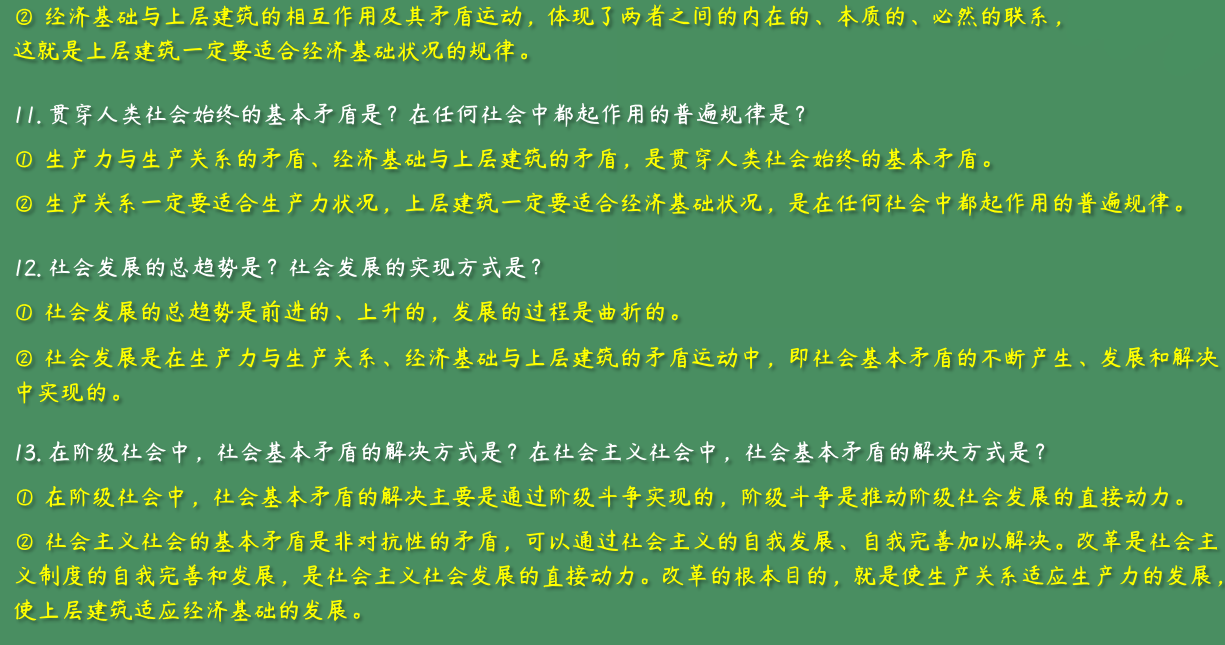 ② 经济基础与上层建筑的相互作用及其矛盾运动，体现了两者之间的内在的、本质的、必然的联系，
这就是上层建筑一定要适合经济基础状况的规律。
11. 贯穿人类社会始终的基本矛盾是？在任何社会中都起作用的普遍规律是？
① 生产力与生产关系的矛盾、经济基础与上层建筑的矛盾，是贯穿人类社会始终的基本矛盾。
② 生产关系一定要适合生产力状况，上层建筑一定要适合经济基础状况，是在任何社会中都起作用的普遍规律。
12. 社会发展的总趋势是？社会发展的实现方式是？
① 社会发展的总趋势是前进的、上升的，发展的过程是曲折的。
② 社会发展是在生产力与生产关系、经济基础与上层建筑的矛盾运动中，即社会基本矛盾的不断产生、发展和解决
中实现的。
13. 在阶级社会中，社会基本矛盾的解决方式是？在社会主义社会中，社会基本矛盾的解决方式是？
① 在阶级社会中，社会基本矛盾的解决主要是通过阶级斗争实现的，阶级斗争是推动阶级社会发展的直接动力。
② 社会主义社会的基本矛盾是非对抗性的矛盾，可以通过社会主义的自我发展、自我完善加以解决。改革是社会主
义制度的自我完善和发展，是社会主义社会发展的直接动力。改革的根本目的，就是使生产关系适应生产力的发展，
使上层建筑适应经济基础的发展。